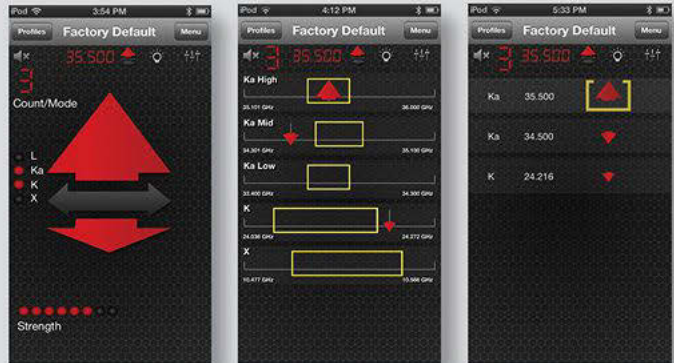 iPod 3:54 PM
Profiles Factory Default Menu
3 35.500
Count/Mode
L
Ka
K
X
Strength
iPod 4:12 PM
Profiles Factory Default Menu
3 35.500
Ka High
35.101 GHz 36.000 GHz
Ka Mid
34.301 GHz 35.100 GHz
Ka Low
33.400 GHz 34.300 GHz
K
24.036 GHz 24.272 GHz
X
10.477 GHz 10.566 GHz
iPod 5:33 PM
Profiles Factory Default Menu
3 35.500
Ka 35.500
Ka 34.500
K 24.216